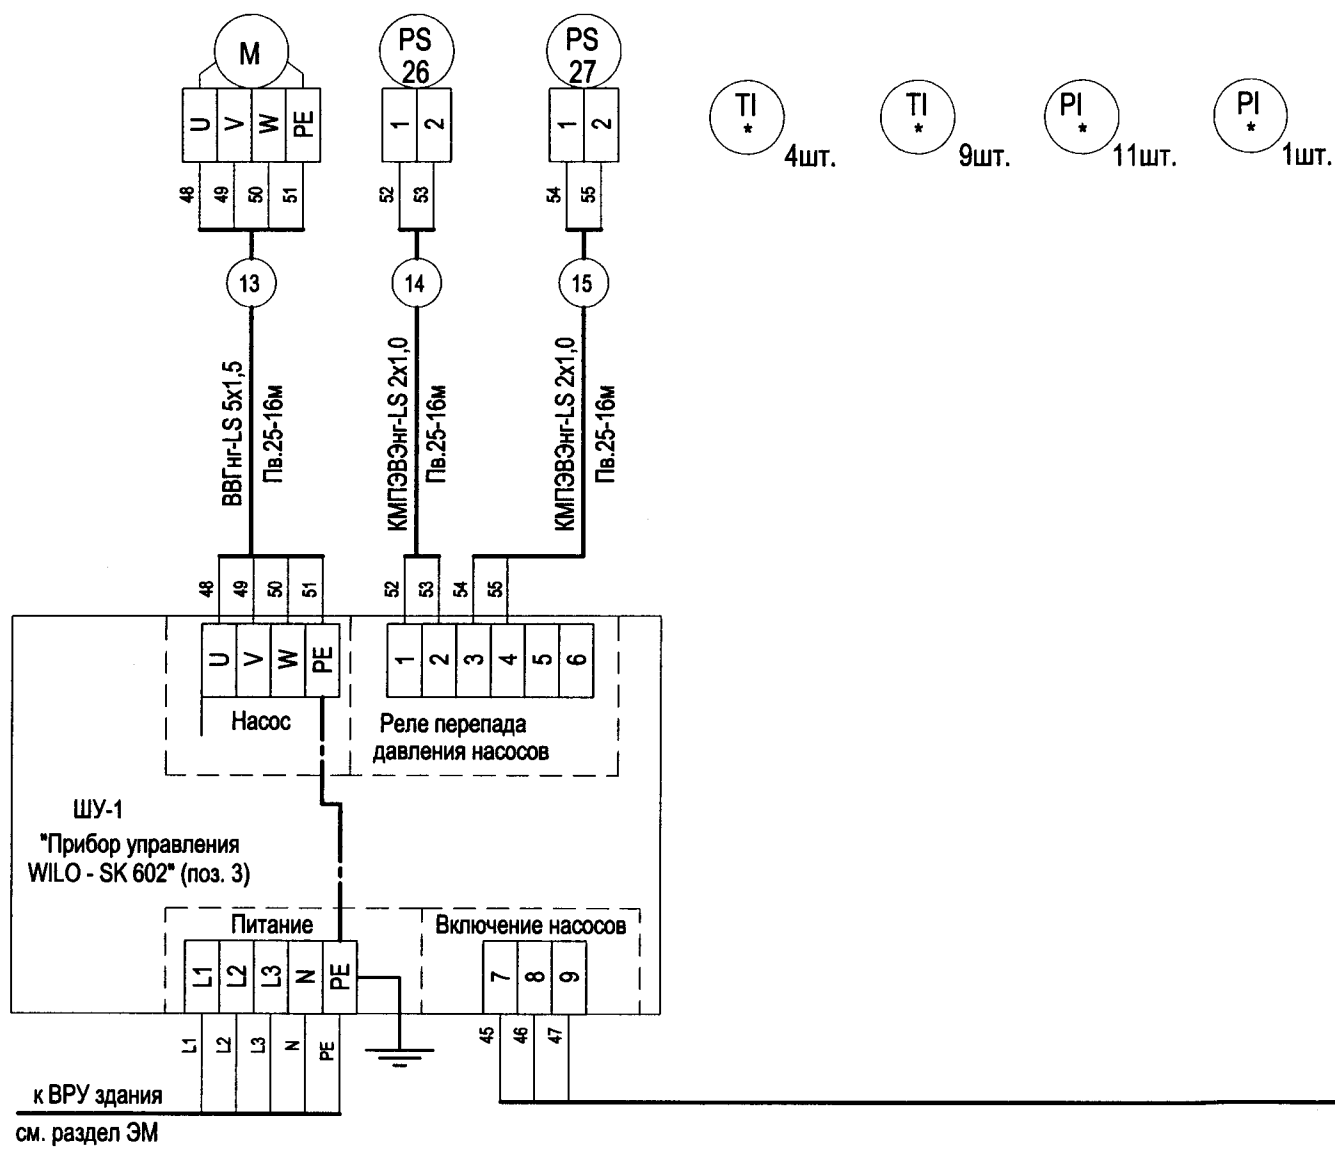 M
PS
26
PS
27
TI
*
4шт.
TI
*
9шт.
PI
*
11шт.
PI
*
1шт.
U V W PE
1 2
1 2
48 49 50 51
52 53
54 55
13
14
15
ВВГнг-LS 5x1,5
Пв.25-16м
КМПЭВЭнг-LS 2x1,0
Пв.25-16м
КМПЭВЭнг-LS 2x1,0
Пв.25-16м
48 49 50 51
52 53 54 55
U V W PE
1 2 3 4 5 6
Насос
Реле перепада
давления насосов
ШУ-1
"Прибор управления
WILO - SK 602" (поз. 3)
Питание
Включение насосов
L1 L2 L3 N PE
7 8 9
L1 L2 L3 N PE
45 46 47
к ВРУ здания
см. раздел ЭМ